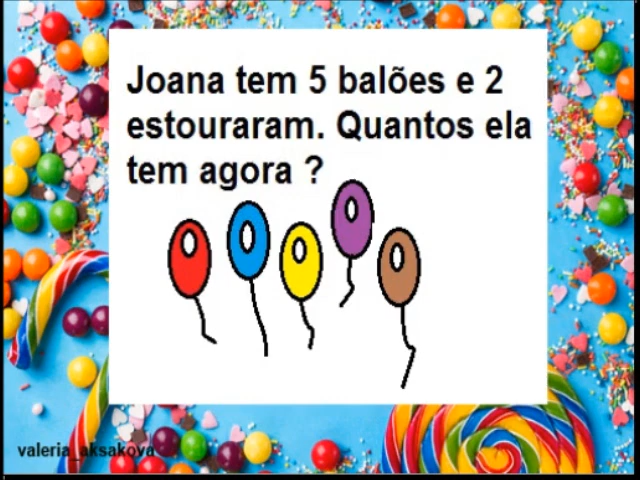 Joana tem 5 balões e 2
estouraram. Quantos ela
tem agora ?
valeria_aksakova